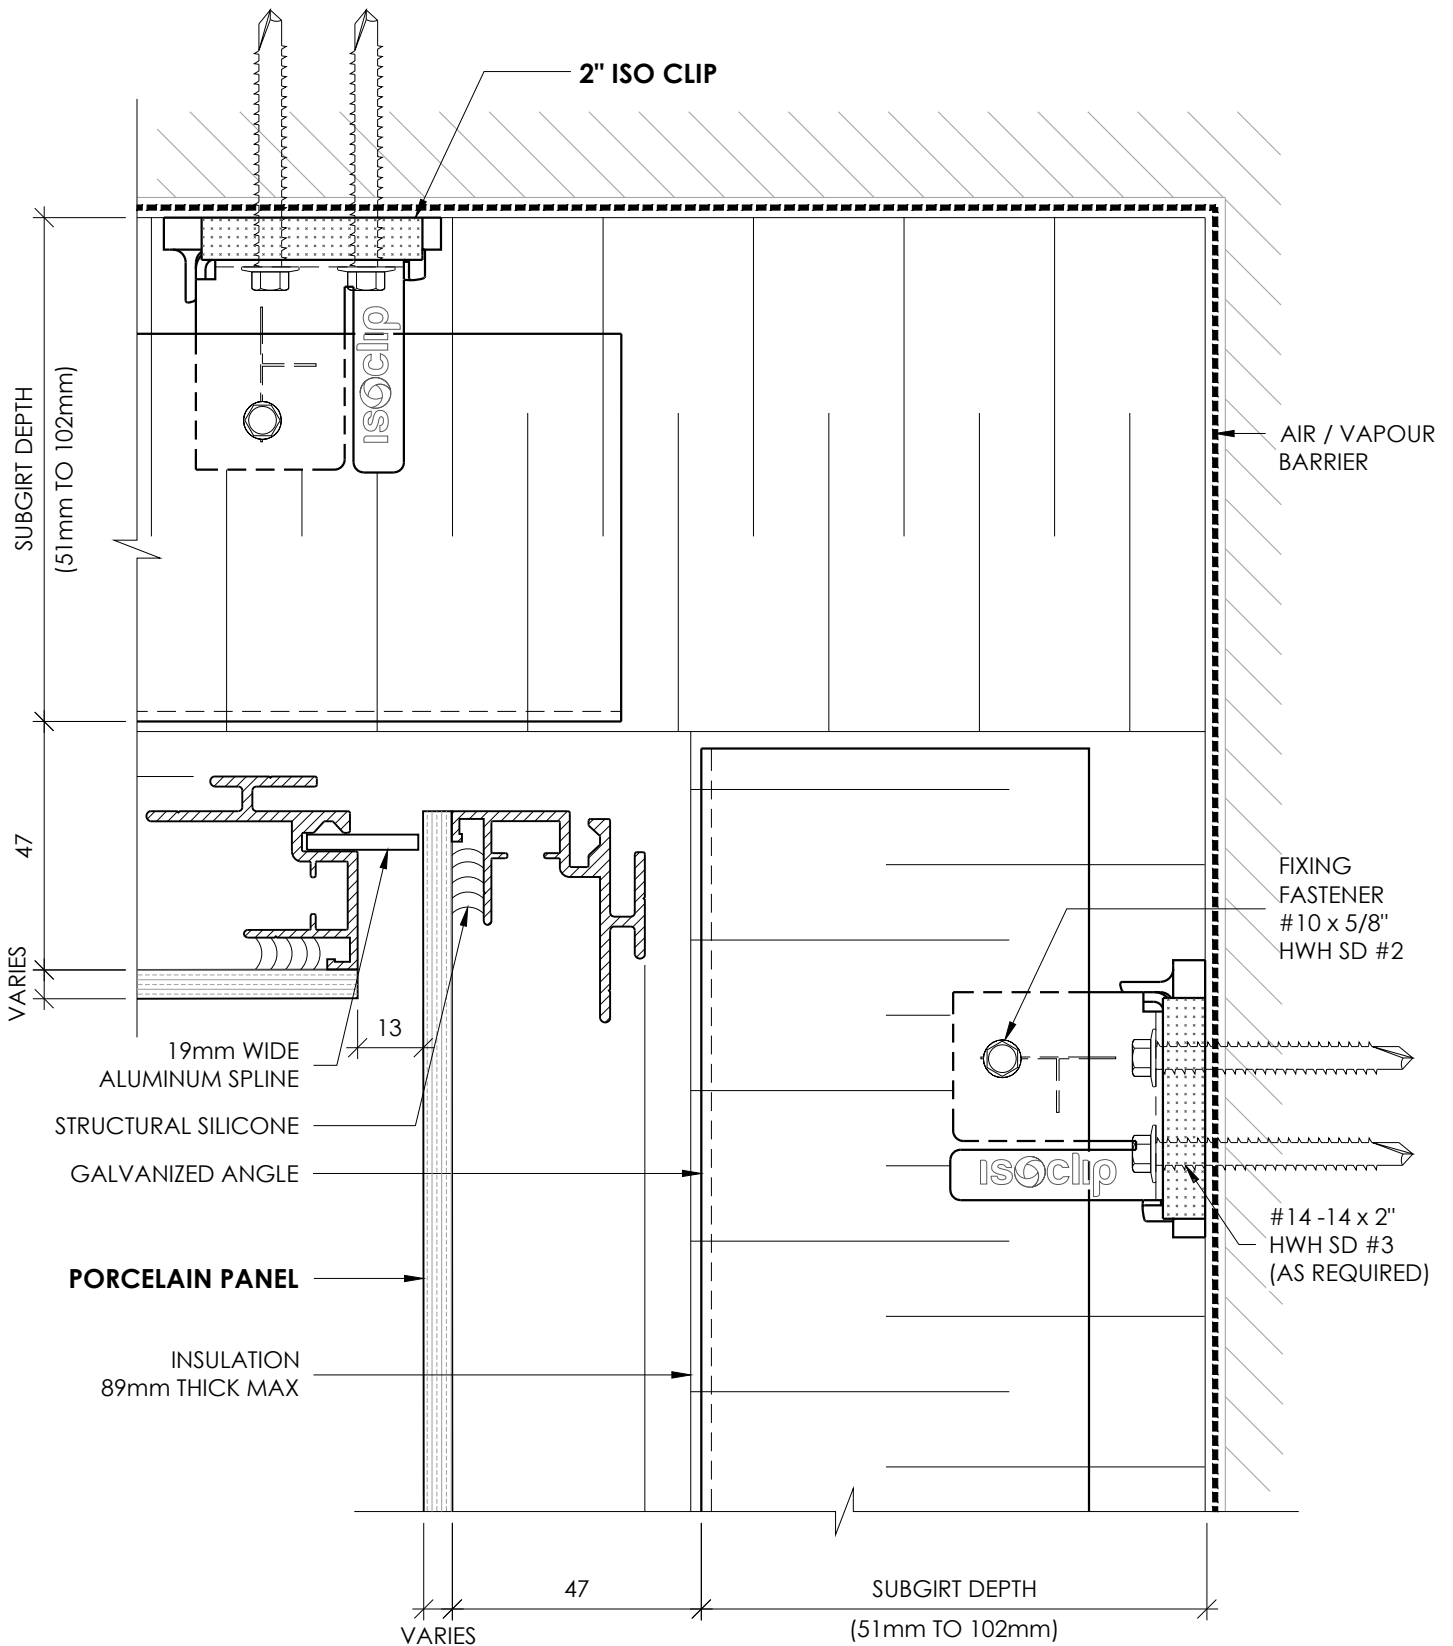 2" ISO CLIP
SUBGIRT DEPTH
(51mm TO 102mm)
isoclip
AIR / VAPOUR
BARRIER
47
VARIES
FIXING
FASTENER
#10 x 5/8"
HWH SD #2
13
19mm WIDE
ALUMINUM SPLINE
STRUCTURAL SILICONE
GALVANIZED ANGLE
isoclip
#14 -14 x 2"
HWH SD #3
(AS REQUIRED)
PORCELAIN PANEL
INSULATION
89mm THICK MAX
47
SUBGIRT DEPTH
(51mm TO 102mm)
VARIES